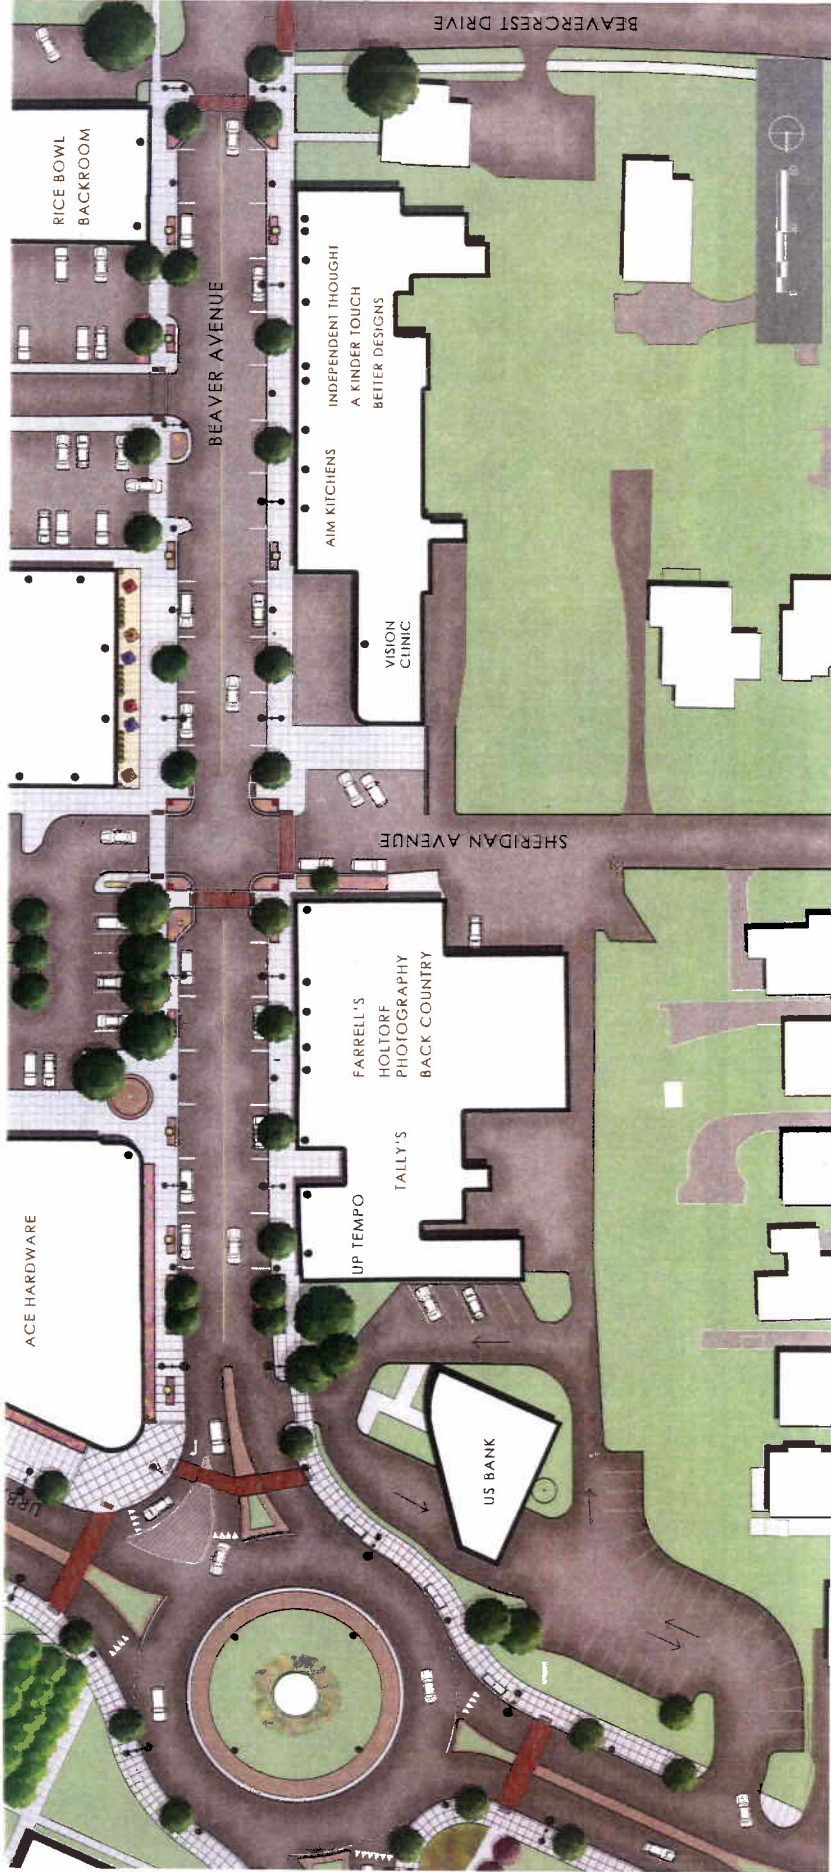 BEAVERCREST DRIVE
RICE BOWL
BACKROOM
BEAVER AVENUE
INDEPENDENT THOUGHT
A KINDER TOUCH
BETTER DESIGNS
AIM KITCHENS
VISION
CLINIC
SHERIDAN AVENUE
FARRELL'S
HOLTORF
PHOTOGRAPHY
BACK COUNTRY
TALLY'S
UP TEMPO
ACE HARDWARE
US BANK
URB